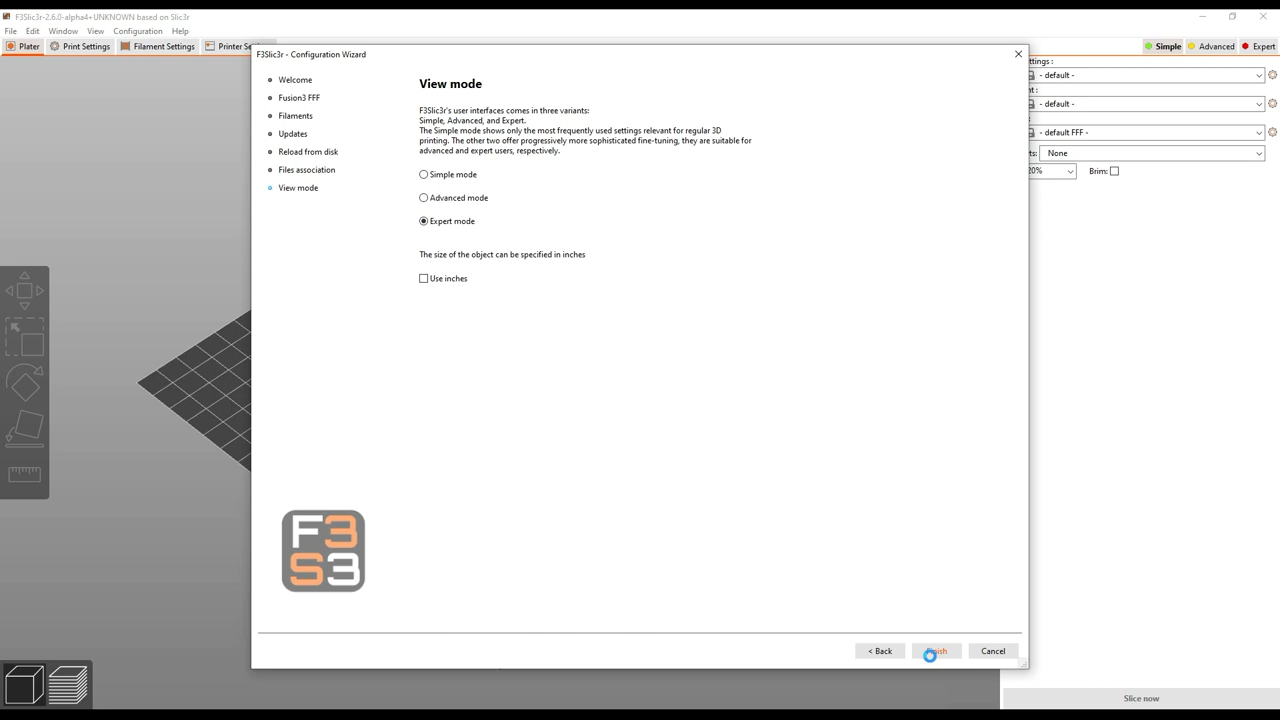 F3Slic3r-2.6.0-alpha4+UNKNOWN based on Slic3r
File Edit Window View Configuration Help
Plater Print Settings Filament Settings Printer Simple Advanced Expert
F3Slic3r - Configuration Wizard
Welcome
Fusion3 FFF
Filaments
Updates
Reload from disk
Files association
View mode
View mode
F3Slic3r's user interfaces comes in three variants:
Simple, Advanced, and Expert.
The Simple mode shows only the most frequently used settings relevant for regular 3D
printing. The other two offer progressively more sophisticated fine-tuning, they are suitable for
advanced and expert users, respectively.
Simple mode
Advanced mode
Expert mode
The size of the object can be specified in inches
Use inches
F3
S3
< Back Finish Cancel
ttings :
- default -
nt :
- default -
- default FFF -
ts: None
20% Brim:
Slice now